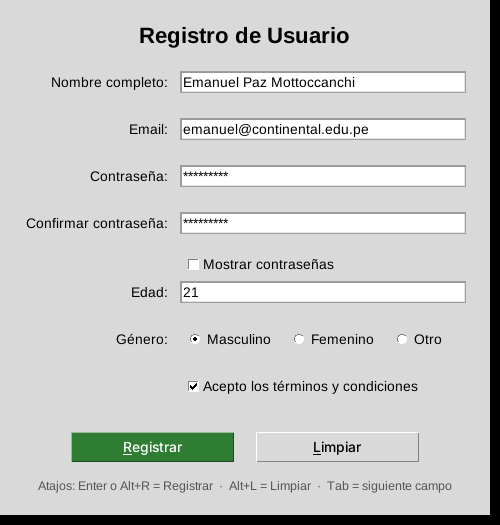 Registro de Usuario
Nombre completo: Emanuel Paz Mottoccanchi
Email: emanuel@continental.edu.pe
Contraseña: *********
Confirmar contraseña: *********
Mostrar contraseñas
Edad: 21
Género: Masculino Femenino Otro
Acepto los términos y condiciones
Registrar Limpiar
Atajos: Enter o Alt+R = Registrar · Alt+L = Limpiar · Tab = siguiente campo